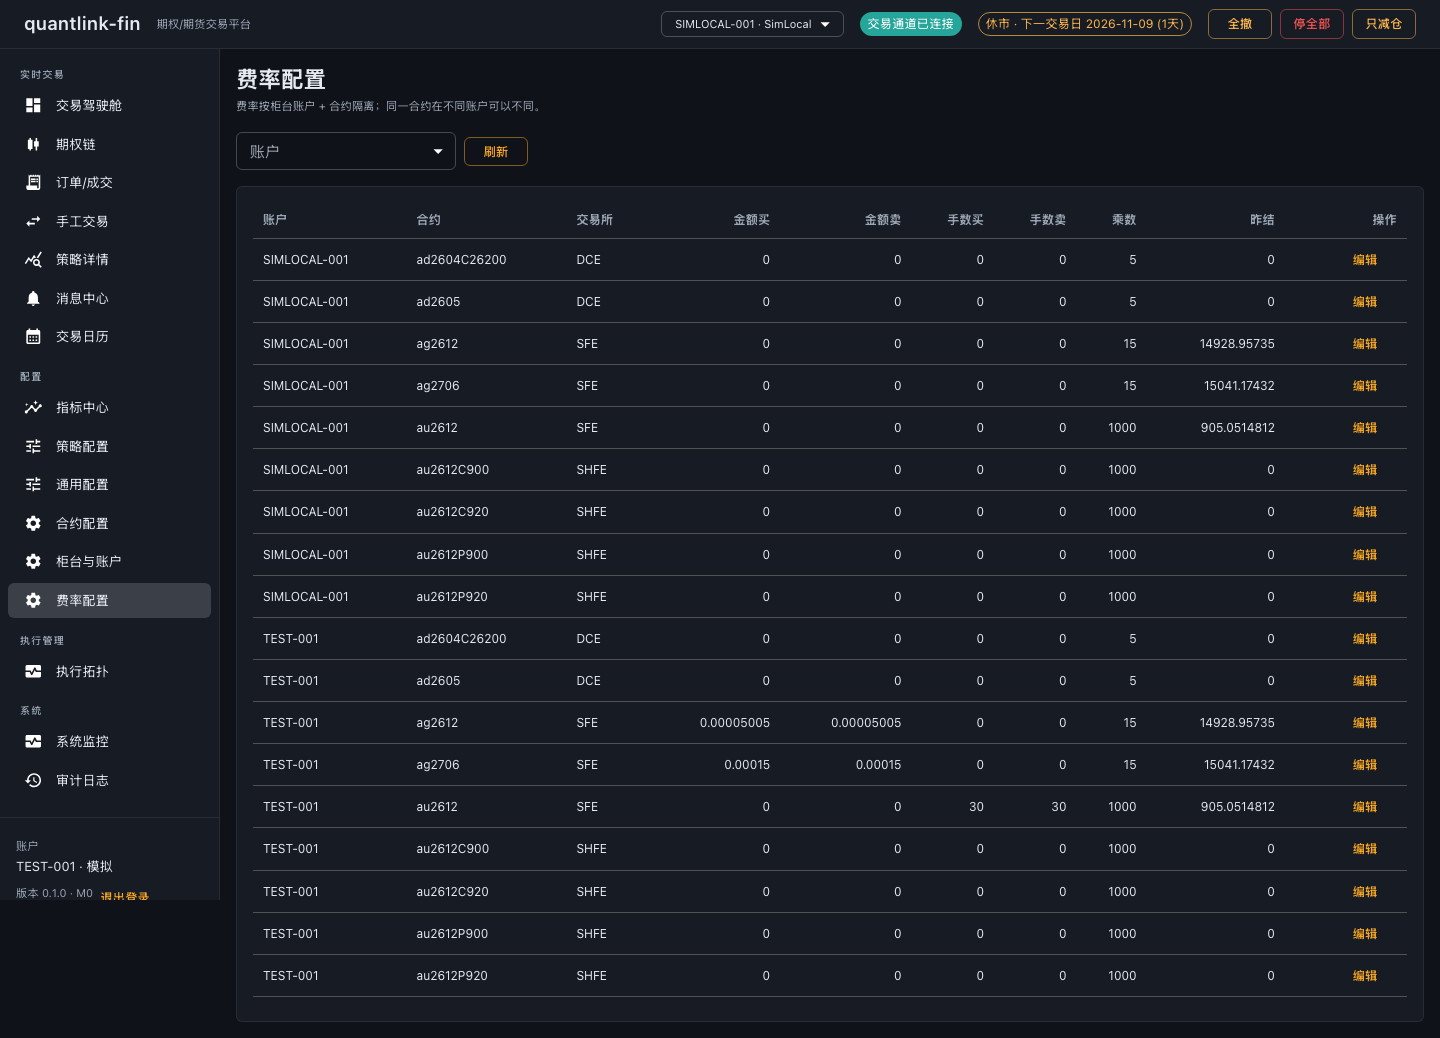 quantlink-fin 期权/期货交易平台 SIMLOCAL-001 · SimLocal 交易通道已连接 休市 · 下一交易日 2026-11-09 (1天) 全撤 停全部 只减仓
实时交易
交易驾驶舱
期权链
订单/成交
手工交易
策略详情
消息中心
交易日历
配置
指标中心
策略配置
通用配置
合约配置
柜台与账户
费率配置
执行管理
执行拓扑
系统
系统监控
审计日志
账户
TEST-001 · 模拟
版本 0.1.0 · M0 退出登录
费率配置
费率按柜台账户 + 合约隔离；同一合约在不同账户可以不同。
账户 刷新
账户 合约 交易所 金额买 金额卖 手数买 手数卖 乘数 昨结 操作
SIMLOCAL-001 ad2604C26200 DCE 0 0 0 0 5 0 编辑
SIMLOCAL-001 ad2605 DCE 0 0 0 0 5 0 编辑
SIMLOCAL-001 ag2612 SFE 0 0 0 0 15 14928.95735 编辑
SIMLOCAL-001 ag2706 SFE 0 0 0 0 15 15041.17432 编辑
SIMLOCAL-001 au2612 SFE 0 0 0 0 1000 905.0514812 编辑
SIMLOCAL-001 au2612C900 SHFE 0 0 0 0 1000 0 编辑
SIMLOCAL-001 au2612C920 SHFE 0 0 0 0 1000 0 编辑
SIMLOCAL-001 au2612P900 SHFE 0 0 0 0 1000 0 编辑
SIMLOCAL-001 au2612P920 SHFE 0 0 0 0 1000 0 编辑
TEST-001 ad2604C26200 DCE 0 0 0 0 5 0 编辑
TEST-001 ad2605 DCE 0 0 0 0 5 0 编辑
TEST-001 ag2612 SFE 0.00005005 0.00005005 0 0 15 14928.95735 编辑
TEST-001 ag2706 SFE 0.00015 0.00015 0 0 15 15041.17432 编辑
TEST-001 au2612 SFE 0 0 30 30 1000 905.0514812 编辑
TEST-001 au2612C900 SHFE 0 0 0 0 1000 0 编辑
TEST-001 au2612C920 SHFE 0 0 0 0 1000 0 编辑
TEST-001 au2612P900 SHFE 0 0 0 0 1000 0 编辑
TEST-001 au2612P920 SHFE 0 0 0 0 1000 0 编辑